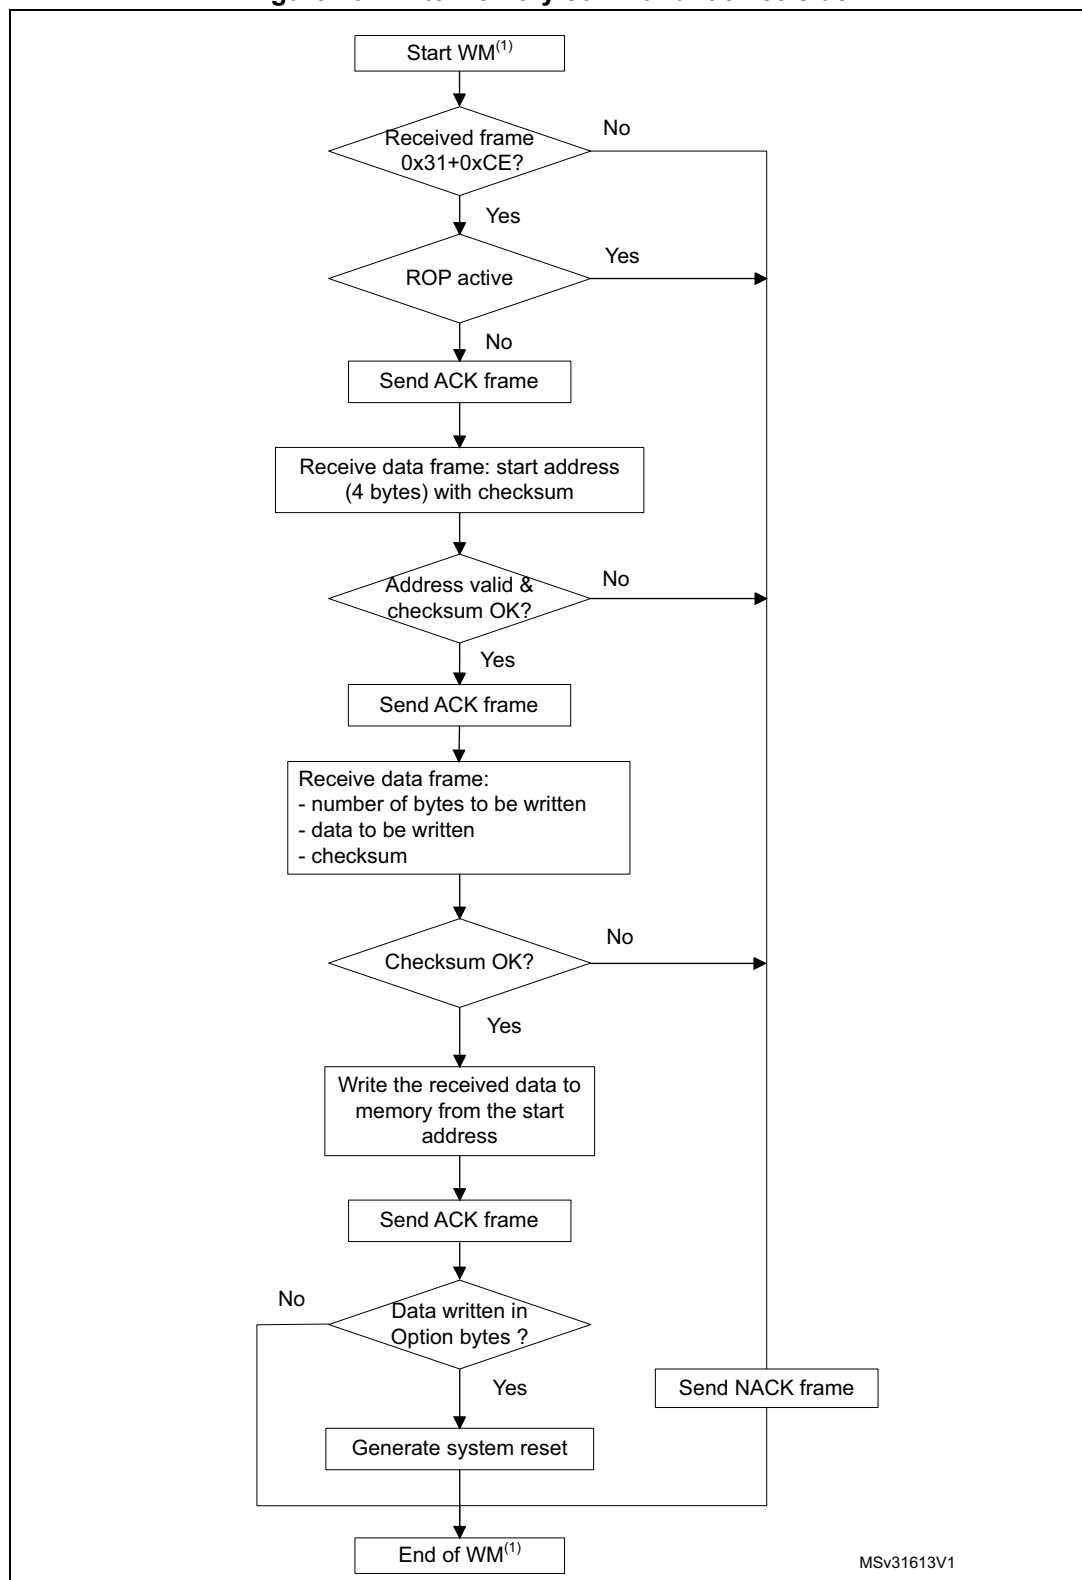 Start WM(1)
Received frame
0x31+0xCE?
No
Yes
ROP active
Yes
No
Send ACK frame
Receive data frame: start address
(4 bytes) with checksum
Address valid &
checksum OK?
No
Yes
Send ACK frame
Receive data frame:
- number of bytes to be written
- data to be written
- checksum
Checksum OK?
No
Yes
Write the received data to
memory from the start
address
Send ACK frame
No
Data written in
Option bytes ?
Yes
Send NACK frame
Generate system reset
End of WM(1)
MSv31613V1